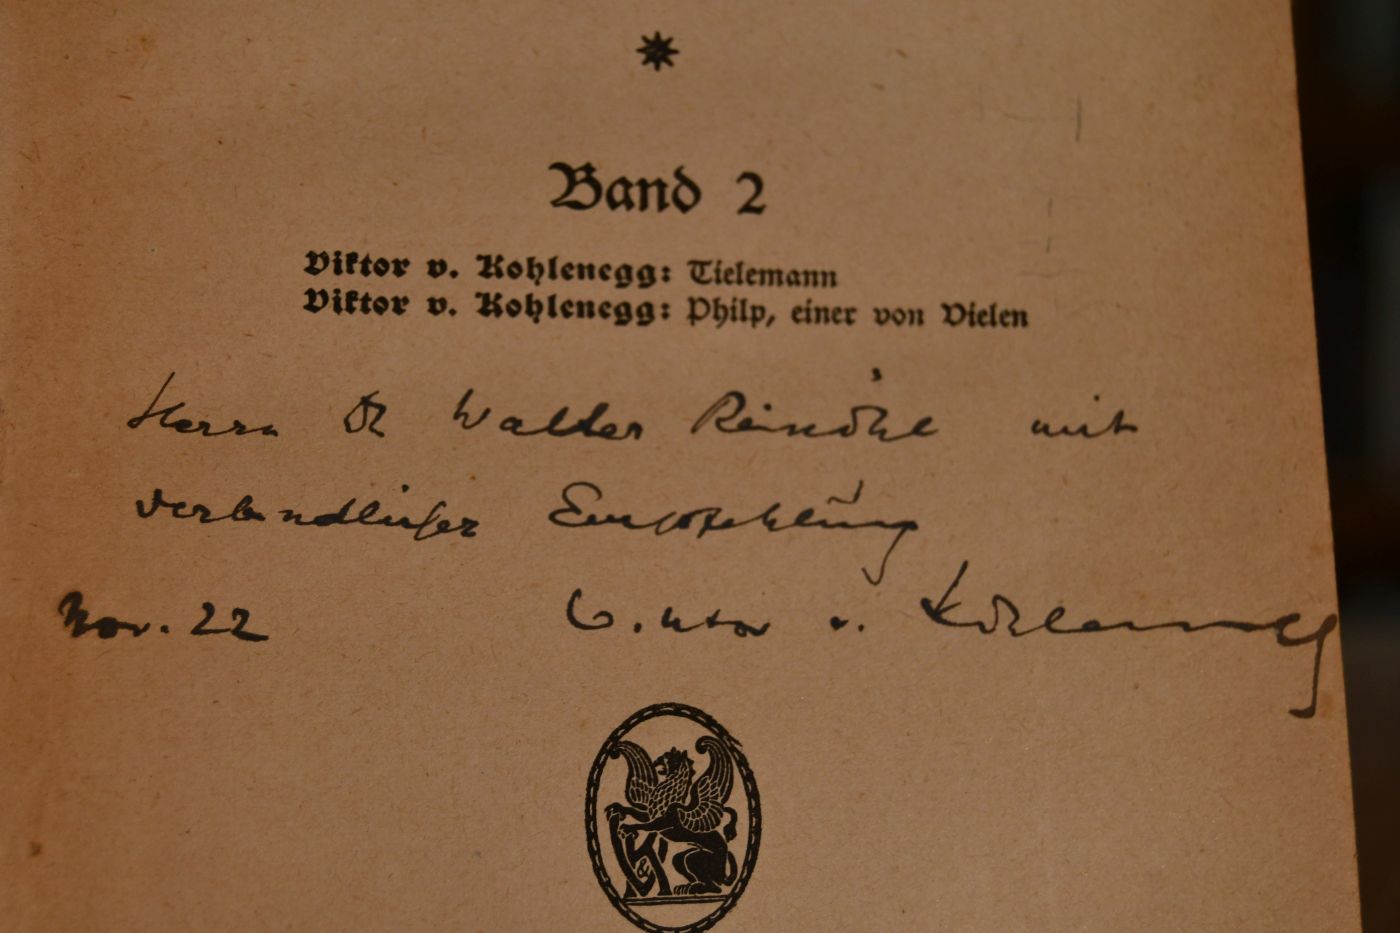 Band 2
Viktor v. Kohlenegg: Tielemann
Viktor v. Kohlenegg: Philp, einer von Vielen
Herrn Dr Walter Reinöhl mit
verbindlicher Empfehlung
Nov. 22 Viktor v. Kohlenegg
V & K